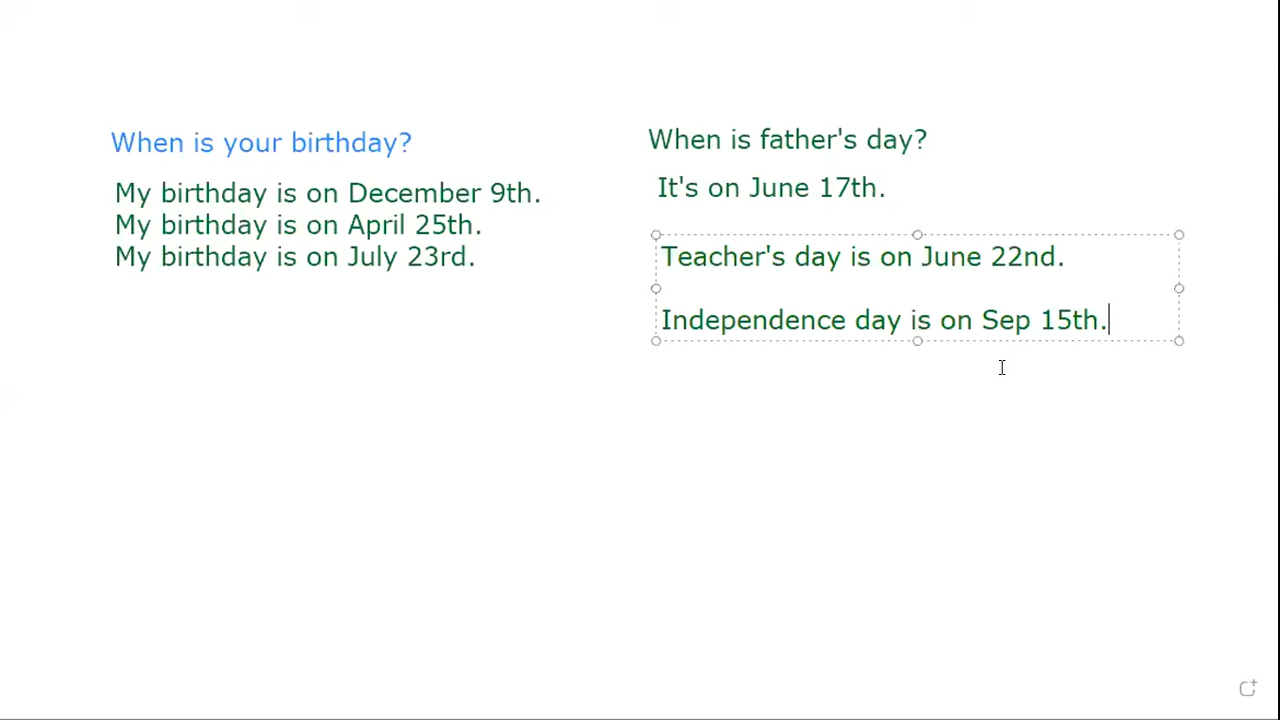 When is your birthday?
My birthday is on December 9th.
My birthday is on April 25th.
My birthday is on July 23rd.
When is father's day?
It's on June 17th.
Teacher's day is on June 22nd.
Independence day is on Sep 15th.